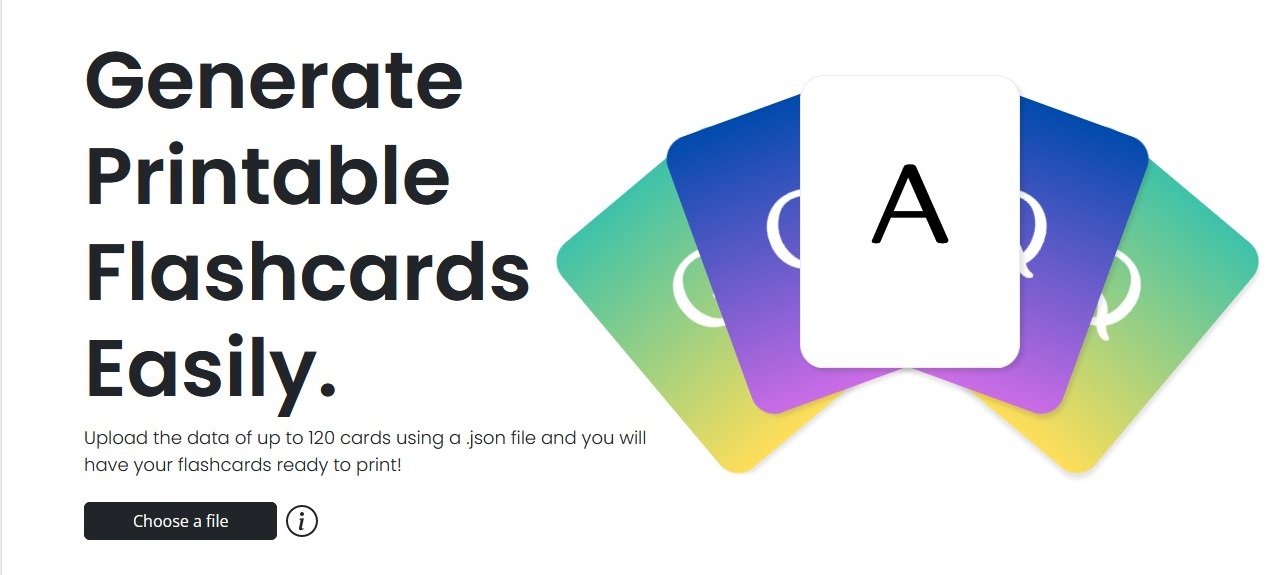 Generate
Printable
Flashcards
Easily.
Upload the data of up to 120 cards using a .json file and you will
have your flashcards ready to print!
Choose a file
i
Q
Q
A
Q
Q